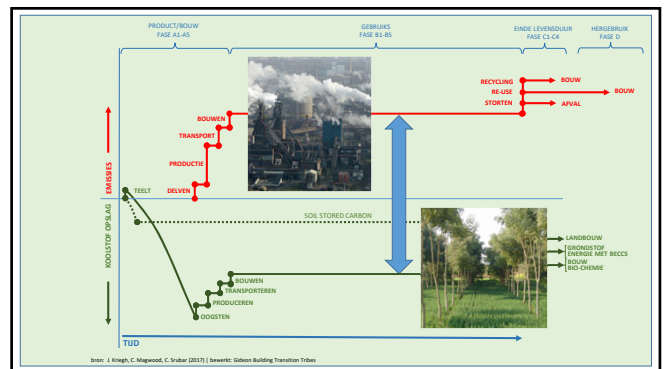 PRODUCT/BOUW
FASE A1-A5
GEBRUIKS
FASE B1-B5
EINDE LEVENSDUUR
FASE C1-C4
HERGEBRUIK
FASE D
RECYCLING
BOUW
RE-USE
BOUW
STORTEN
AFVAL
BOUWEN
TRANSPORT
PRODUCTIE
DELVEN
EMISSIES
KOOLSTOF OPSLAG
TEELT
SOIL STORED CARBON
LANDBOUW
GRONDSTOF
ENERGIE MET BECCS
BOUW
BIO-CHEMIE
BOUWEN
TRANSPORTEREN
PRODUCEREN
OOGSTEN
TIJD
bron: J. Kriegh, C. Magwood, C. Srubar (2017) | bewerkt: Gideon Building Transition Tribes